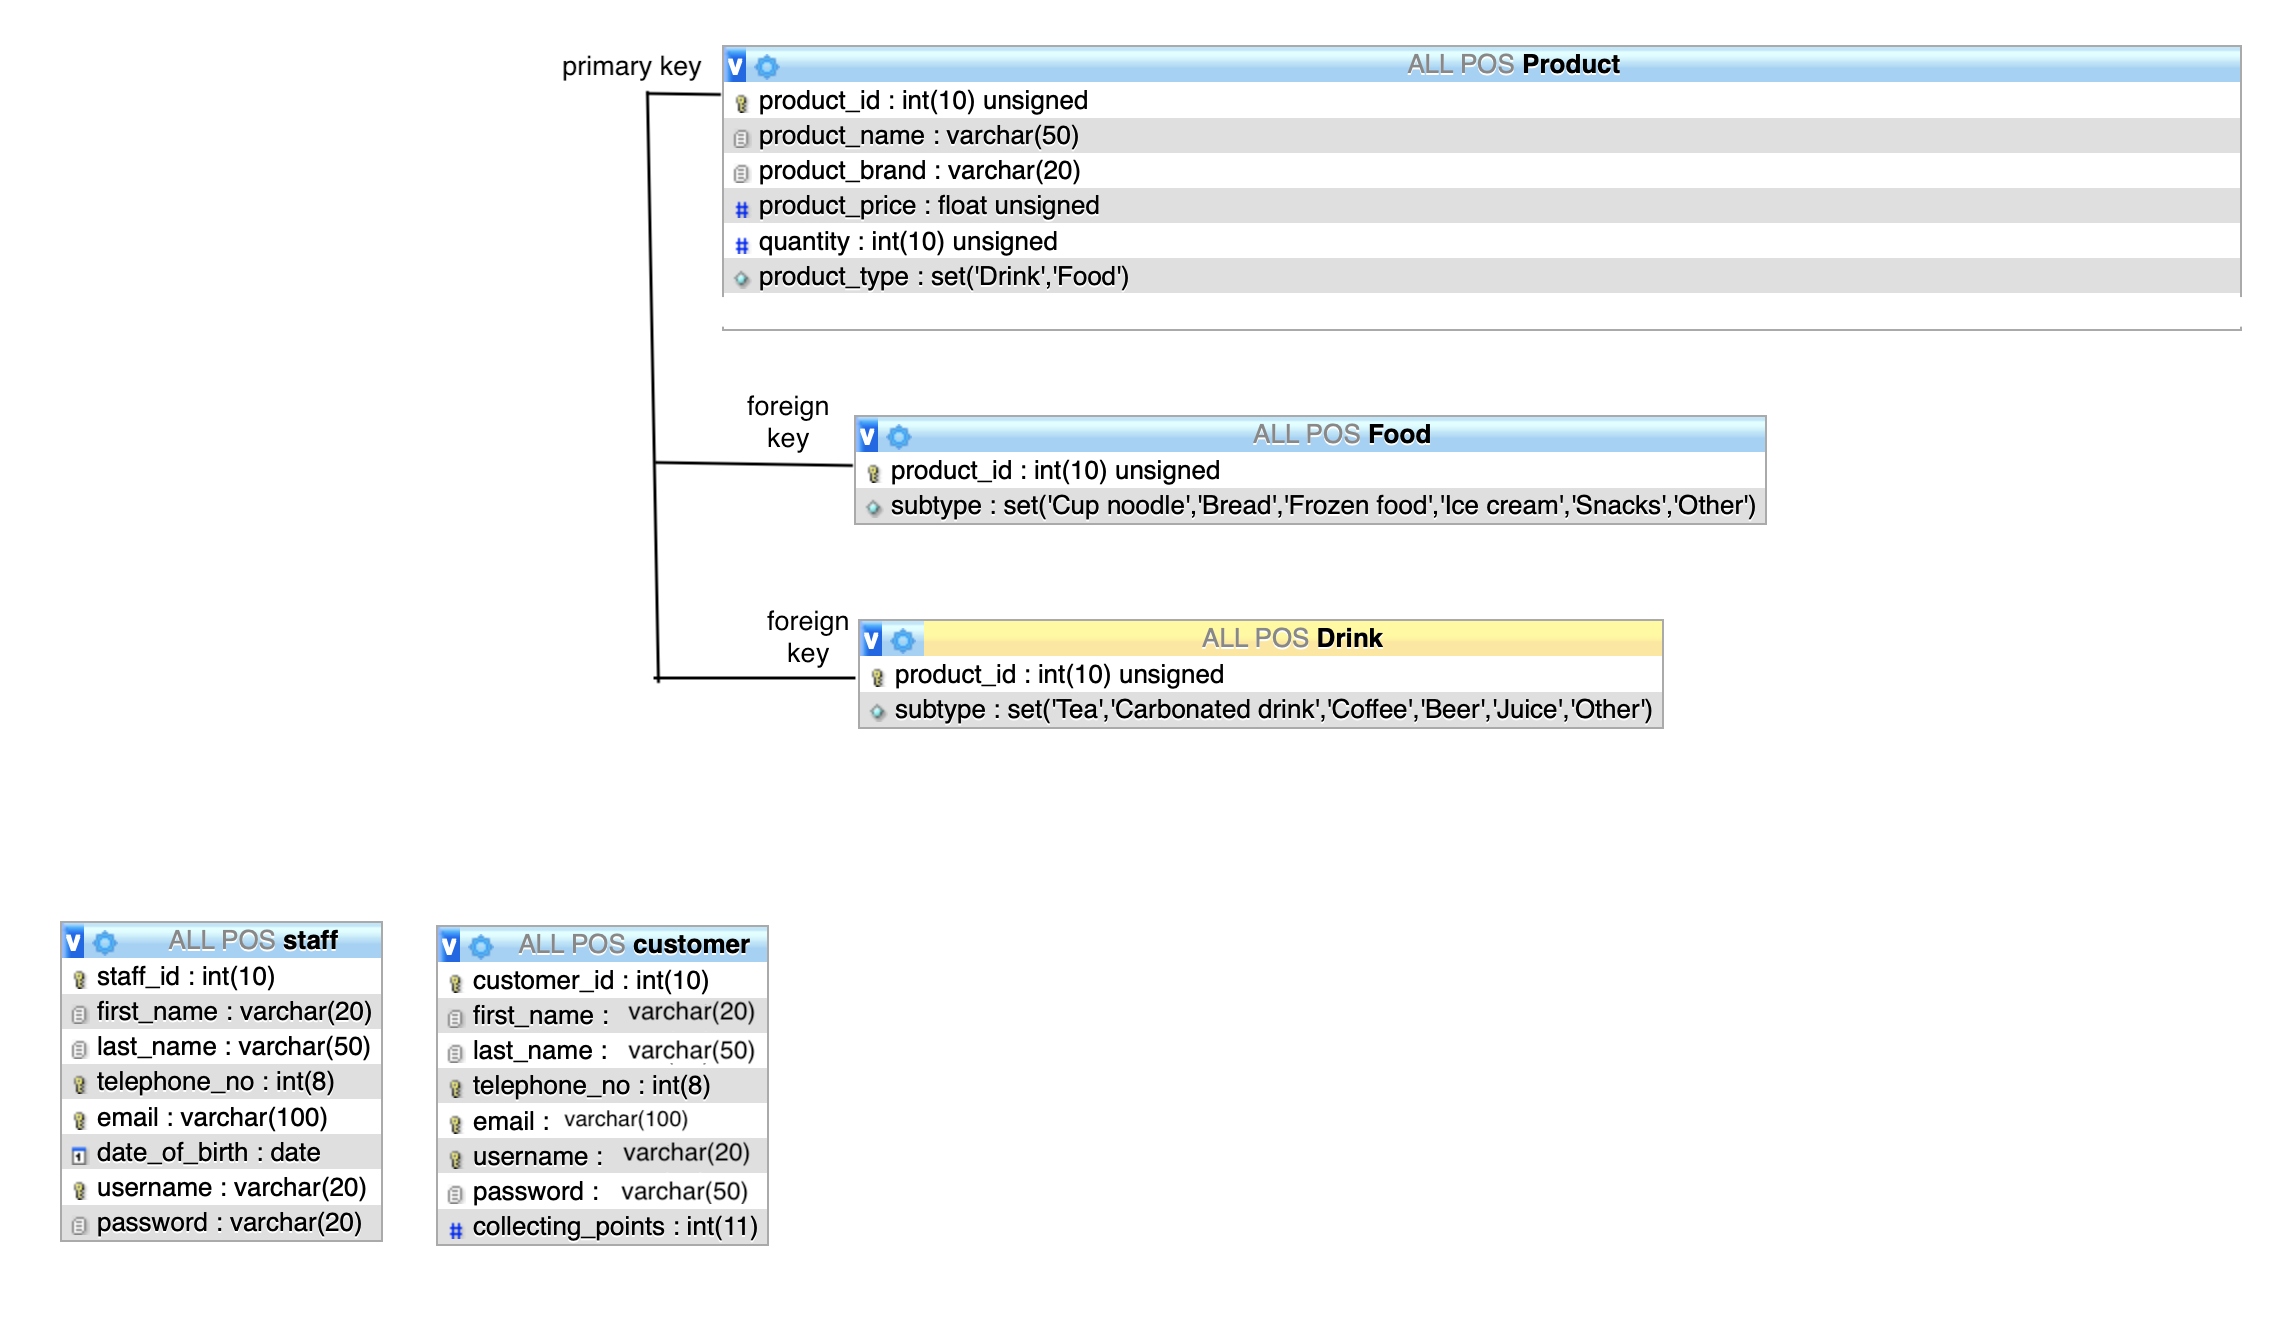 primary key
ALL POS Product
product_id : int(10) unsigned
product_name : varchar(50)
product_brand : varchar(20)
product_price : float unsigned
quantity : int(10) unsigned
product_type : set('Drink','Food')
foreign
key
ALL POS Food
product_id : int(10) unsigned
subtype : set('Cup noodle','Bread','Frozen food','Ice cream','Snacks','Other')
foreign
key
ALL POS Drink
product_id : int(10) unsigned
subtype : set('Tea','Carbonated drink','Coffee','Beer','Juice','Other')
ALL POS staff
staff_id : int(10)
first_name : varchar(20)
last_name : varchar(50)
telephone_no : int(8)
email : varchar(100)
date_of_birth : date
username : varchar(20)
password : varchar(20)
ALL POS customer
customer_id : int(10)
first_name : varchar(20)
last_name : varchar(50)
telephone_no : int(8)
email : varchar(100)
username : varchar(20)
password : varchar(50)
collecting_points : int(11)